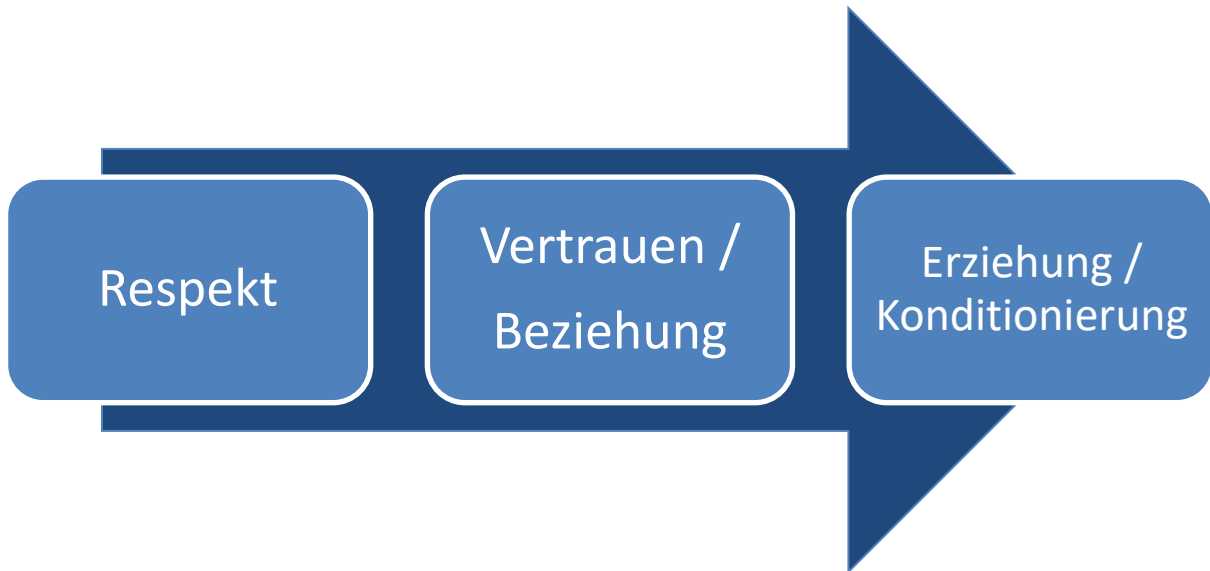 Respekt
Vertrauen /
Beziehung
Erziehung /
Konditionierung